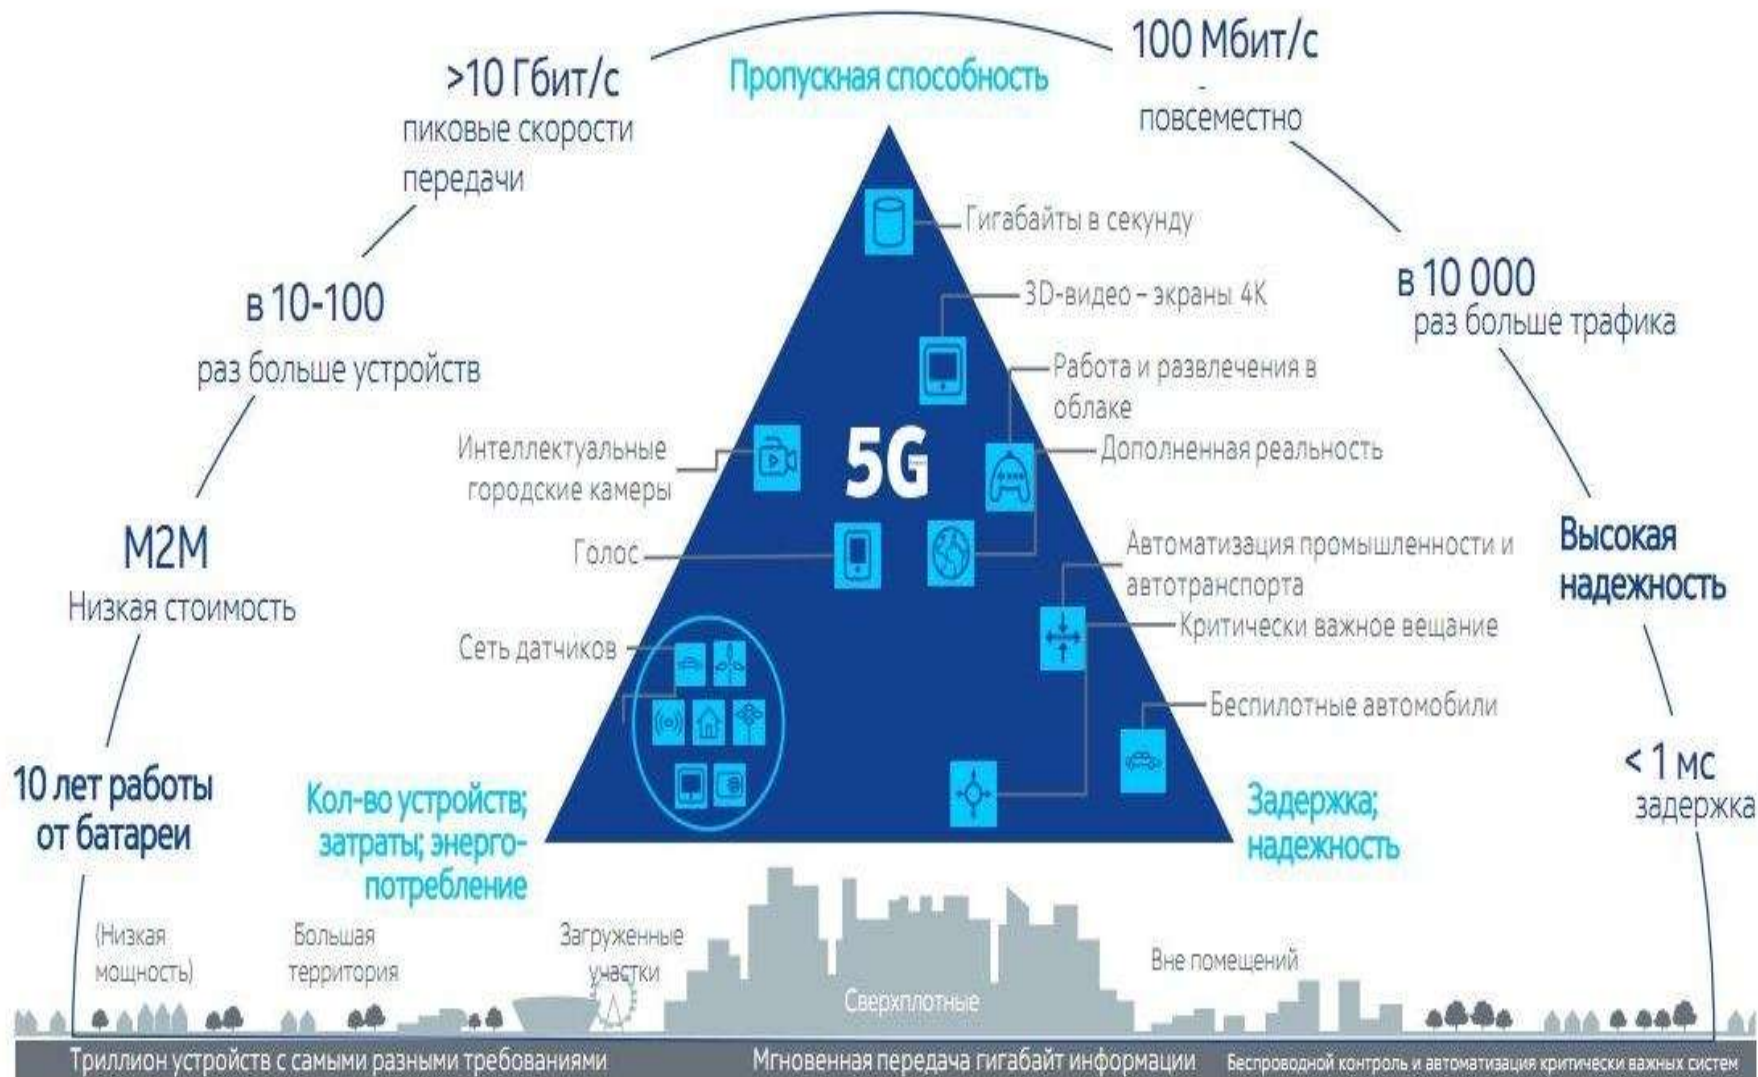 >10 Гбит/с
пиковые скорости
передачи
Пропускная способность
100 Мбит/с
-
повсеместно
Гигабайты в секунду
в 10-100
раз больше устройств
3D-видео – экраны 4K
в 10 000
раз больше трафика
Работа и развлечения в
облаке
Интеллектуальные
городские камеры
5G
Дополненная реальность
M2M
Низкая стоимость
Голос
Автоматизация промышленности и
автотранспорта
Высокая
надежность
Сеть датчиков
Критически важное вещание
Беспилотные автомобили
10 лет работы
от батареи
Кол-во устройств;
затраты; энерго-
потребление
Задержка;
надежность
< 1 мс
задержка
(Низкая
мощность)
Большая
территория
Загруженные
участки
Сверхплотные
Вне помещений
Триллион устройств с самыми разными требованиями
Мгновенная передача гигабайт информации
Беспроводной контроль и автоматизация критически важных систем